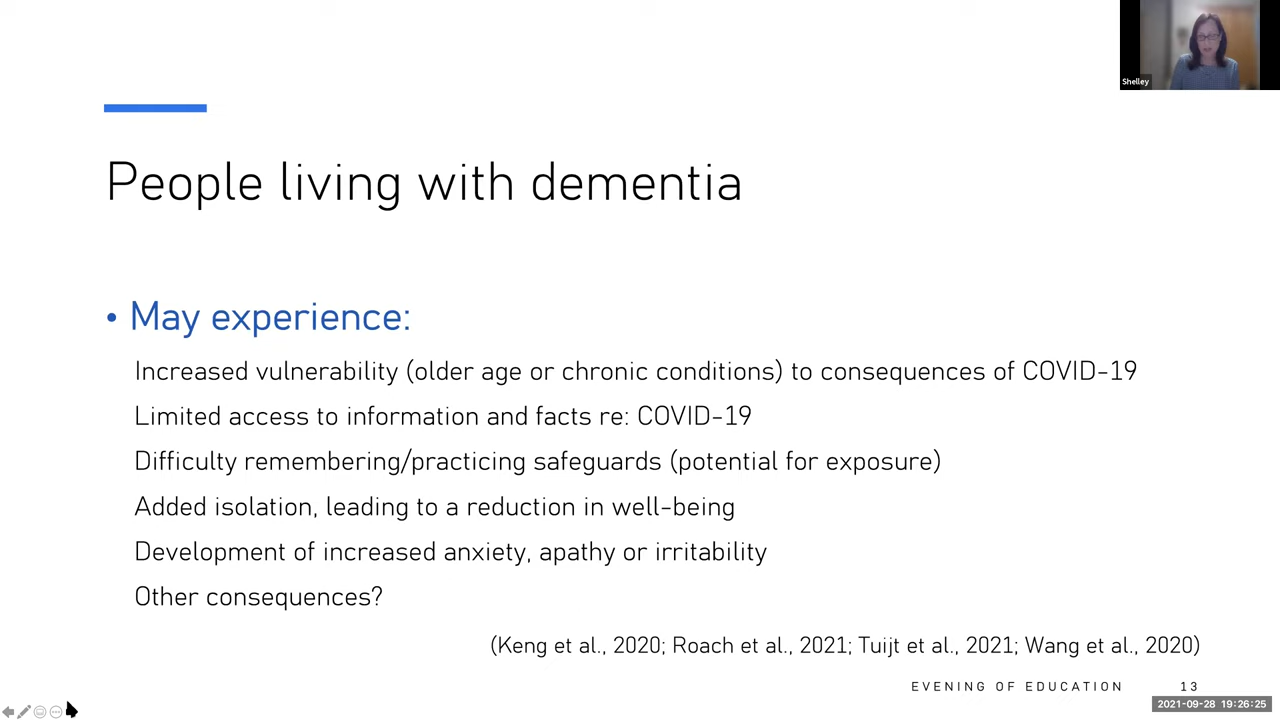 Shelley
People living with dementia
• May experience:
Increased vulnerability (older age or chronic conditions) to consequences of COVID-19
Limited access to information and facts re: COVID-19
Difficulty remembering/practicing safeguards (potential for exposure)
Added isolation, leading to a reduction in well-being
Development of increased anxiety, apathy or irritability
Other consequences?
(Keng et al., 2020; Roach et al., 2021; Tuijt et al., 2021; Wang et al., 2020)
EVENING OF EDUCATION 13
2021-09-28 19:26:25